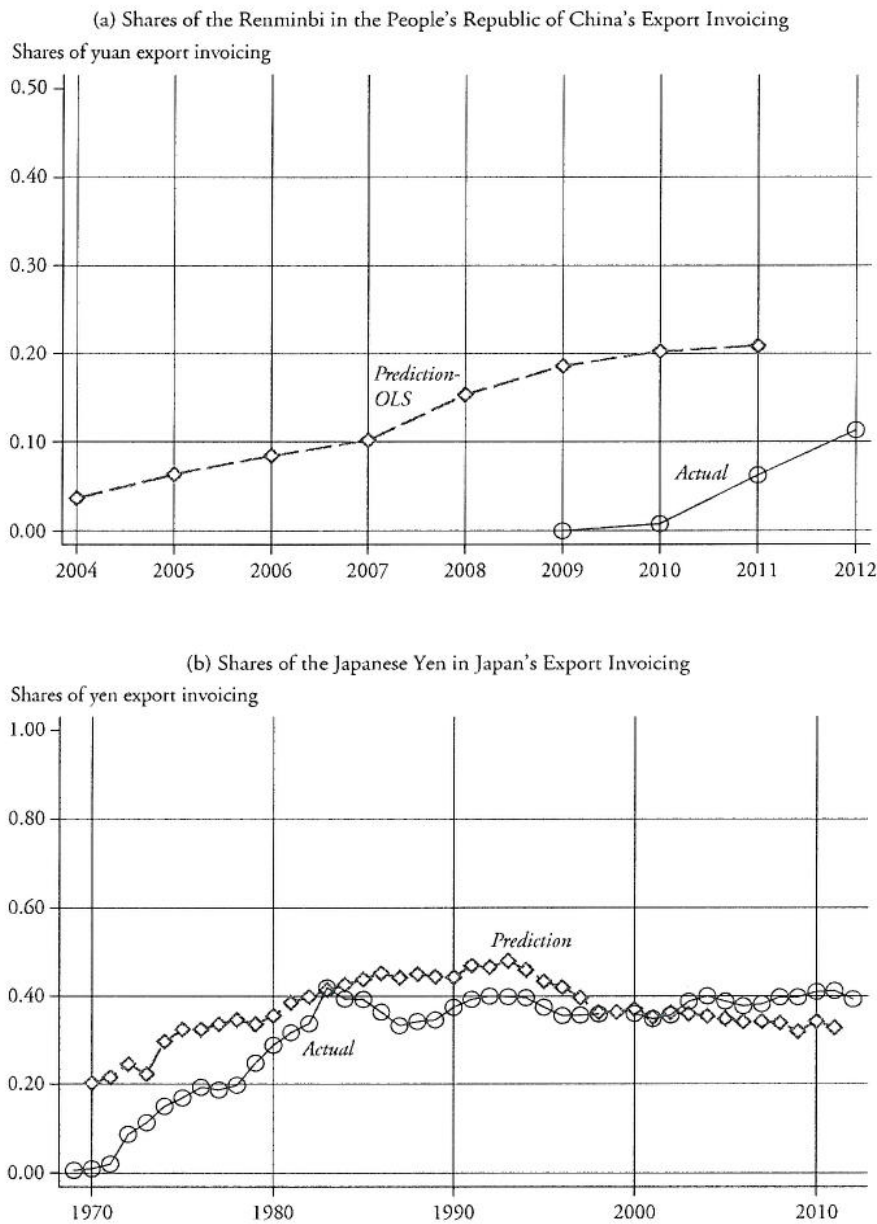 (a) Shares of the Renminbi in the People's Republic of China's Export Invoicing
Shares of yuan export invoicing
0.50
0.40
0.30
0.20
Prediction-
OLS
0.10
Actual
0.00
2004 2005 2006 2007 2008 2009 2010 2011 2012
(b) Shares of the Japanese Yen in Japan's Export Invoicing
Shares of yen export invoicing
1.00
0.80
0.60
Prediction
0.40
Actual
0.20
0.00
1970 1980 1990 2000 2010